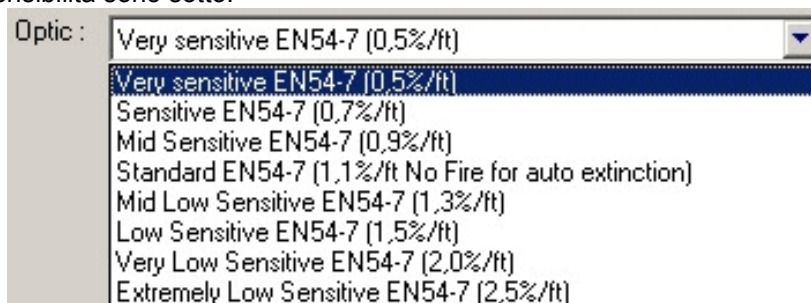 Optic :
Very sensitive EN54-7 (0,5%/ft)
Very sensitive EN54-7 (0,5%/ft)
Sensitive EN54-7 (0,7%/ft)
Mid Sensitive EN54-7 (0,9%/ft)
Standard EN54-7 (1,1%/ft No Fire for auto extinction)
Mid Low Sensitive EN54-7 (1,3%/ft)
Low Sensitive EN54-7 (1,5%/ft)
Very Low Sensitive EN54-7 (2,0%/ft)
Extremely Low Sensitive EN54-7 (2,5%/ft)